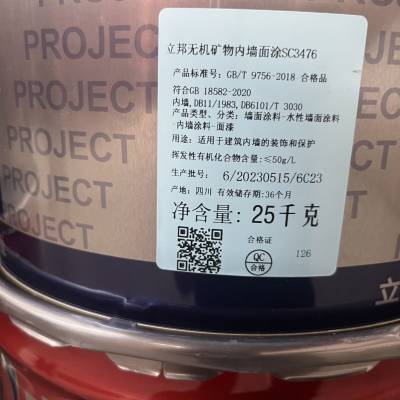 PROJECT
PROJECT
PROJECT
PROJECT
立邦无机矿物内墙面涂SC3476
产品标准号: GB/T 9756-2018 合格品
符合GB 18582-2020
内墙,DB11/1983,DB6101/T 3030
产品类型、分类: 墙面涂料-水性墙面涂料
-内墙涂料-面漆
用途: 适用于建筑内墙的装饰和保护
挥发性有机化合物含量:≤50g/L
生产批号: 6/20230515/6C23
产地: 四川 有效储存期:36个月
净含量: 25千克
合格证
QC
合格
126
PROJECT
立